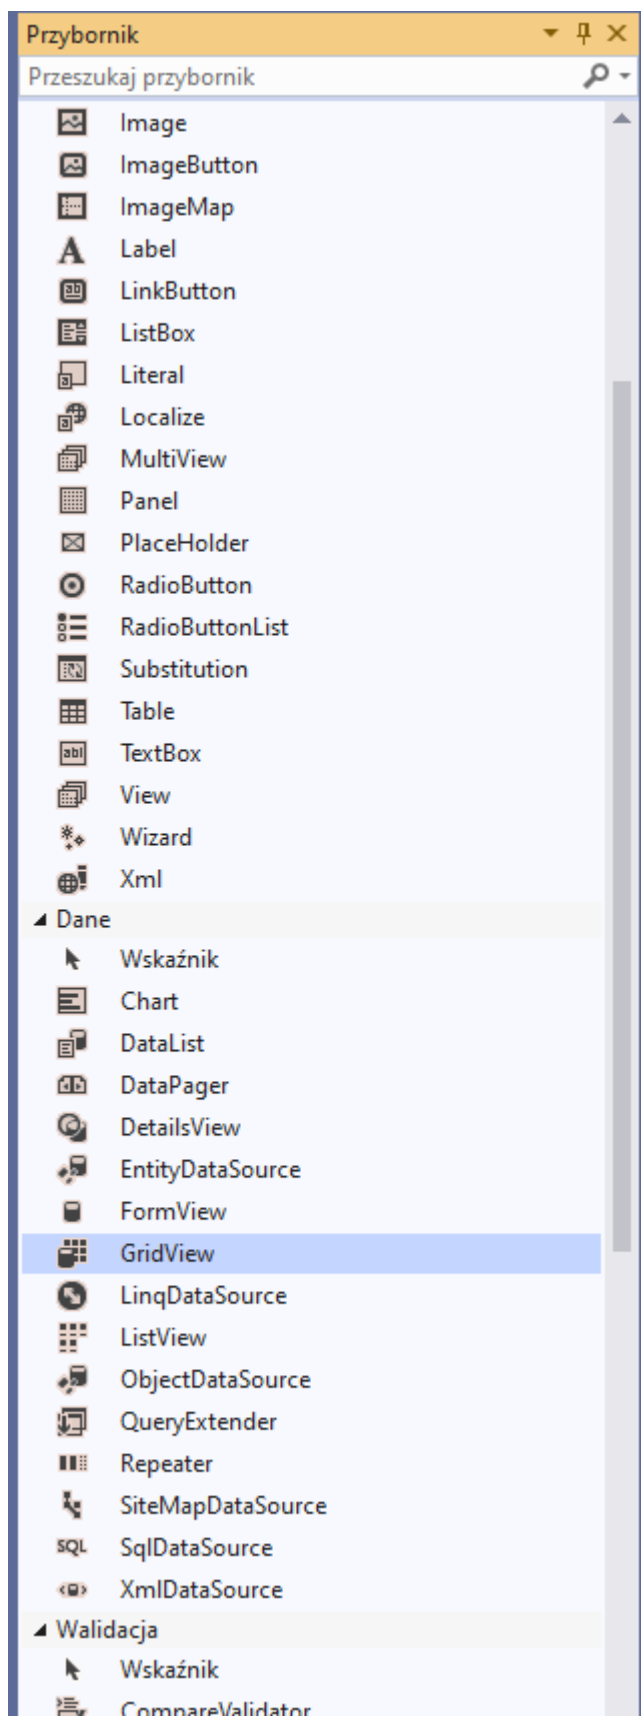 Przybornik
Przeszukaj przybornik
Image
ImageButton
ImageMap
Label
LinkButton
ListBox
Literal
Localize
MultiView
Panel
PlaceHolder
RadioButton
RadioButtonList
Substitution
Table
TextBox
View
Wizard
Xml
Dane
Wskaźnik
Chart
DataList
DataPager
DetailsView
EntityDataSource
FormView
GridView
LinqDataSource
ListView
ObjectDataSource
QueryExtender
Repeater
SiteMapDataSource
SQL SqlDataSource
XmlDataSource
Walidacja
Wskaźnik
CompareValidator